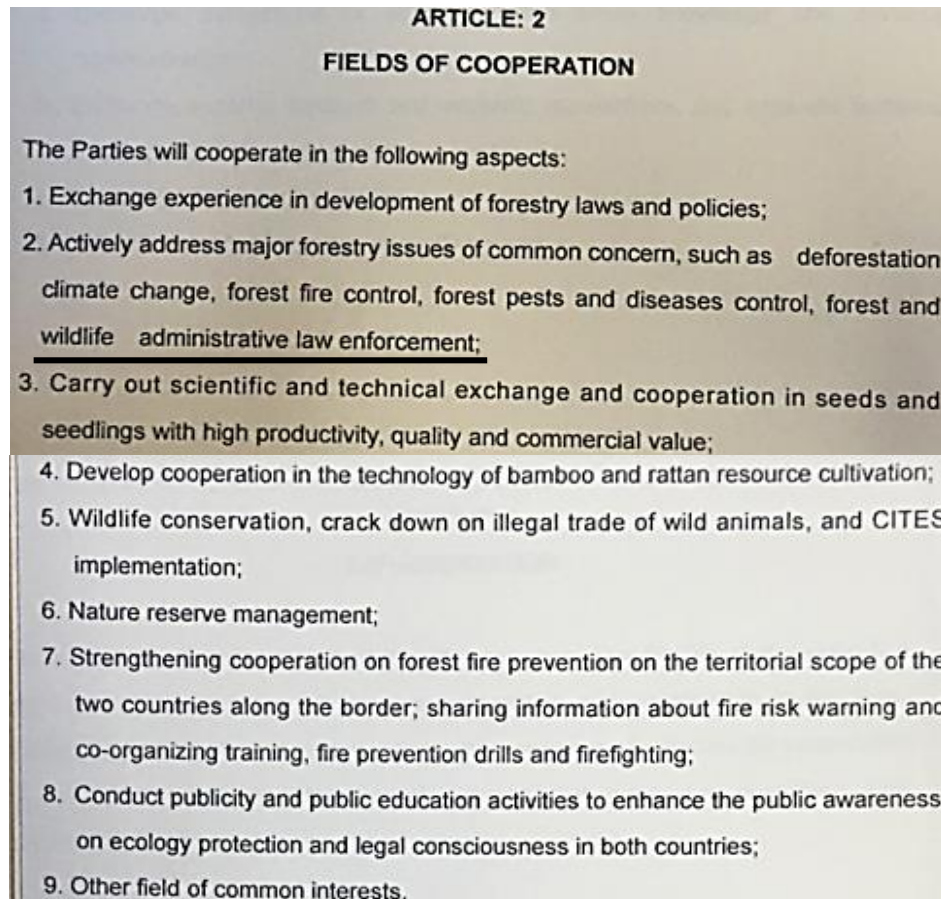 ARTICLE: 2
FIELDS OF COOPERATION
The Parties will cooperate in the following aspects:
1. Exchange experience in development of forestry laws and policies;
2. Actively address major forestry issues of common concern, such as deforestation
climate change, forest fire control, forest pests and diseases control, forest and
wildlife administrative law enforcement;
3. Carry out scientific and technical exchange and cooperation in seeds and
seedlings with high productivity, quality and commercial value;
4. Develop cooperation in the technology of bamboo and rattan resource cultivation;
5. Wildlife conservation, crack down on illegal trade of wild animals, and CITES
implementation;
6. Nature reserve management;
7. Strengthening cooperation on forest fire prevention on the territorial scope of the
two countries along the border; sharing information about fire risk warning and
co-organizing training, fire prevention drills and firefighting;
8. Conduct publicity and public education activities to enhance the public awareness
on ecology protection and legal consciousness in both countries;
9. Other field of common interests.